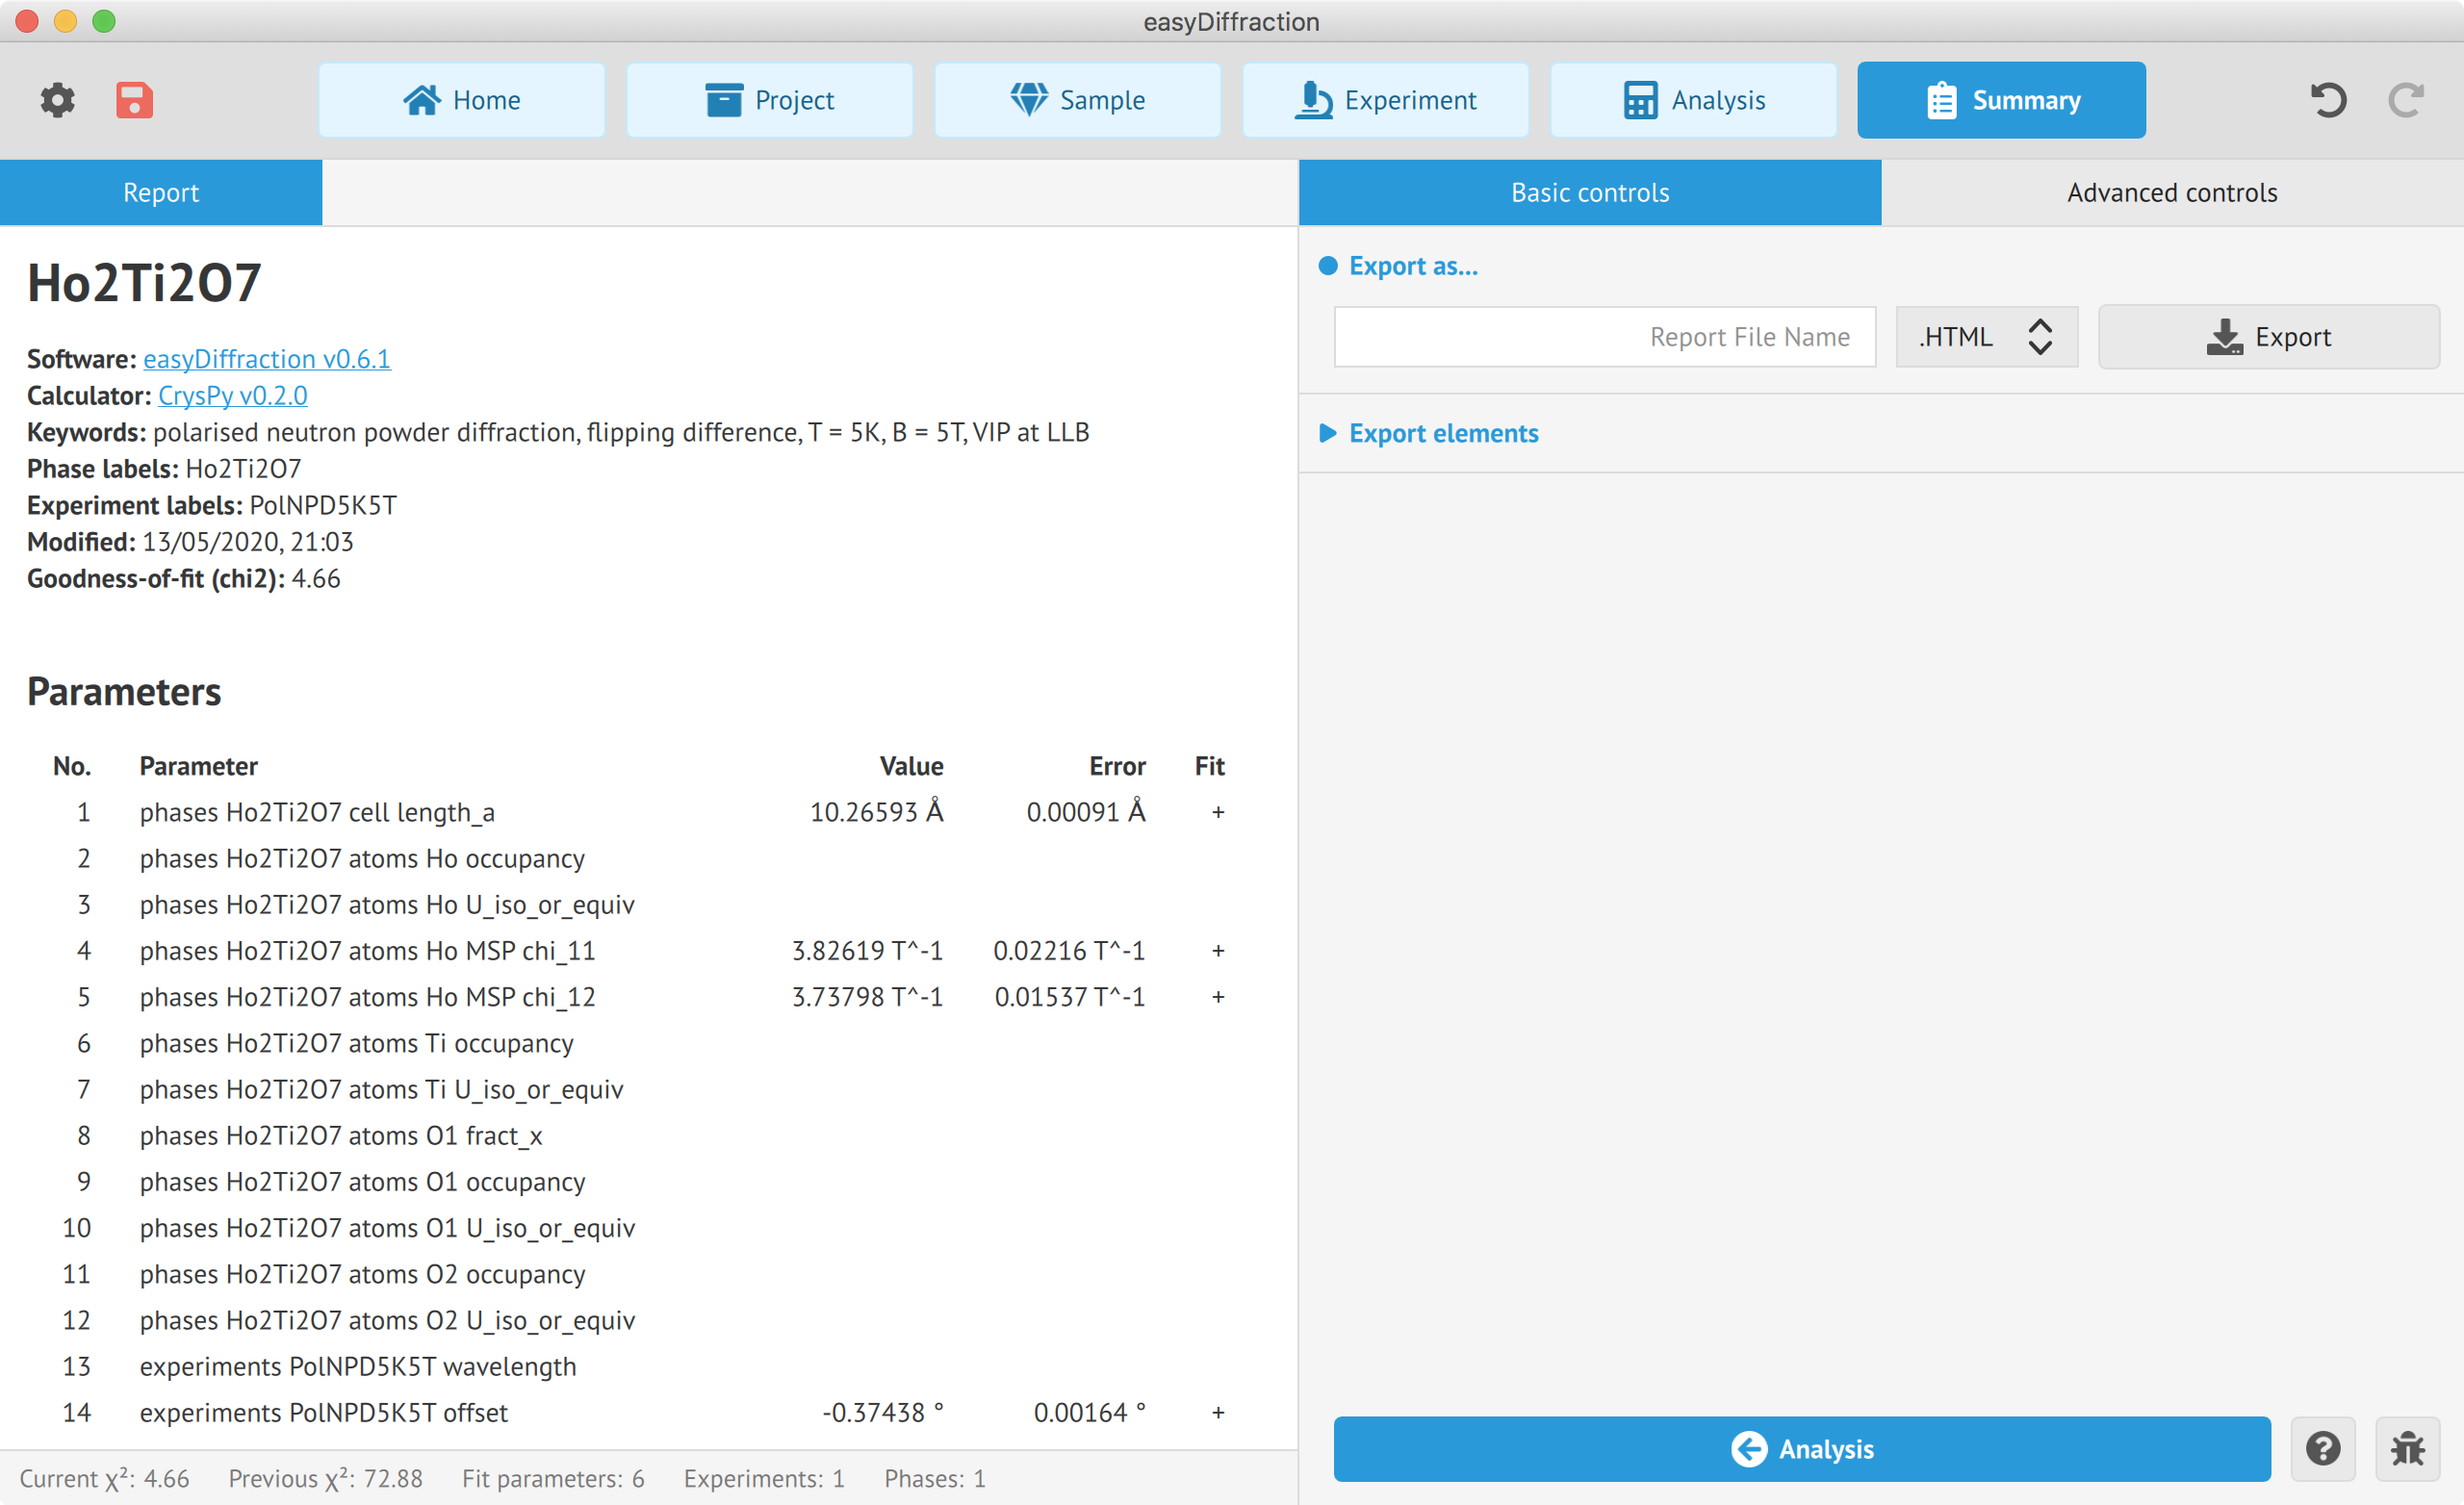 easyDiffraction
Home Project Sample Experiment Analysis Summary
Report
Basic controls Advanced controls
Ho2Ti2O7
Software: easyDiffraction v0.6.1
Calculator: CrysPy v0.2.0
Keywords: polarised neutron powder diffraction, flipping difference, T = 5K, B = 5T, VIP at LLB
Phase labels: Ho2Ti2O7
Experiment labels: PolNPD5K5T
Modified: 13/05/2020, 21:03
Goodness-of-fit (chi2): 4.66
Parameters
No. Parameter Value Error Fit
1 phases Ho2Ti2O7 cell length_a 10.26593 Å 0.00091 Å +
2 phases Ho2Ti2O7 atoms Ho occupancy
3 phases Ho2Ti2O7 atoms Ho U_iso_or_equiv
4 phases Ho2Ti2O7 atoms Ho MSP chi_11 3.82619 T^-1 0.02216 T^-1 +
5 phases Ho2Ti2O7 atoms Ho MSP chi_12 3.73798 T^-1 0.01537 T^-1 +
6 phases Ho2Ti2O7 atoms Ti occupancy
7 phases Ho2Ti2O7 atoms Ti U_iso_or_equiv
8 phases Ho2Ti2O7 atoms O1 fract_x
9 phases Ho2Ti2O7 atoms O1 occupancy
10 phases Ho2Ti2O7 atoms O1 U_iso_or_equiv
11 phases Ho2Ti2O7 atoms O2 occupancy
12 phases Ho2Ti2O7 atoms O2 U_iso_or_equiv
13 experiments PolNPD5K5T wavelength
14 experiments PolNPD5K5T offset -0.37438 ° 0.00164 ° +
Current χ²: 4.66 Previous χ²: 72.88 Fit parameters: 6 Experiments: 1 Phases: 1
Export as...
Report File Name .HTML Export
Export elements
Analysis